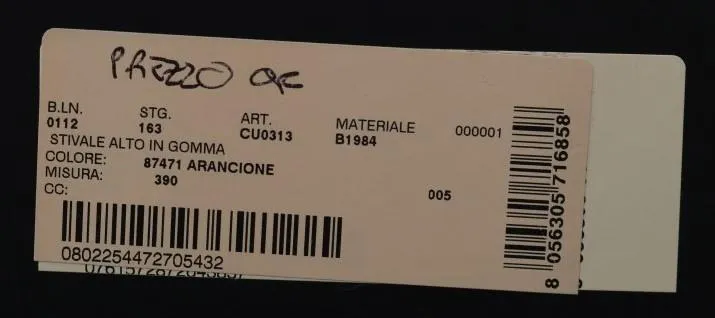 PREZZO OK
B.LN. STG. ART. MATERIALE 000001
0112 163 CU0313 B1984
STIVALE ALTO IN GOMMA
COLORE: 87471 ARANCIONE
MISURA: 390
CC: 005
0802254472705432
8 056305 716858